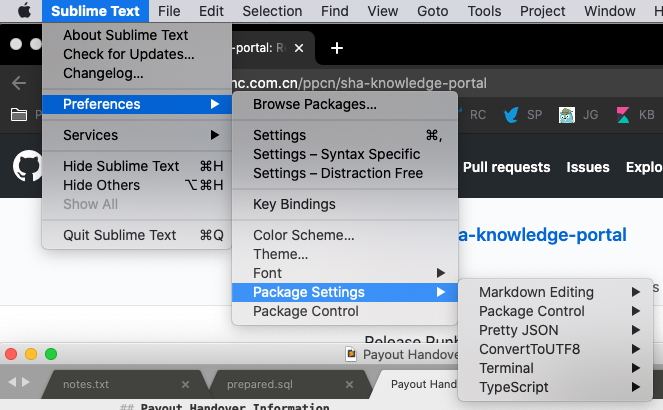 Sublime Text File Edit Selection Find View Goto Tools Project Window H
About Sublime Text
Check for Updates...
Changelog...
Preferences
Services
Hide Sublime Text ⌘H
Hide Others ⌥⌘H
Show All
Quit Sublime Text ⌘Q
-portal: R
nc.com.cn/ppcn/sha-knowledge-portal
P
RC SP JG KB
Browse Packages...
Settings ⌘,
Settings – Syntax Specific
Settings – Distraction Free
Key Bindings
Color Scheme...
Theme...
Font
Package Settings
Package Control
Pull requests Issues Explo
a-knowledge-portal
s
Markdown Editing
Package Control
Pretty JSON
ConvertToUTF8
Terminal
TypeScript
Payout Handove
notes.txt prepared.sql Payout Hando
## Payout Handover Information